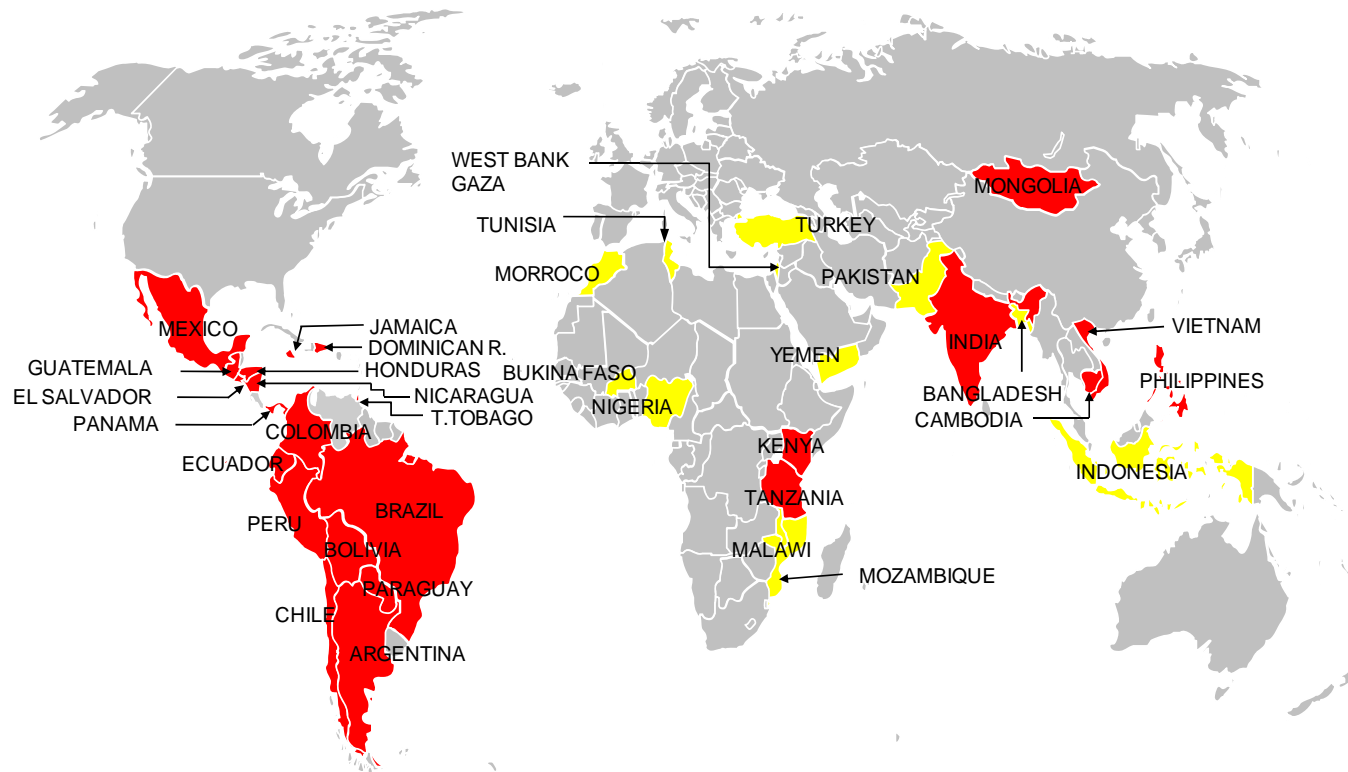 WEST BANK
GAZA
MONGOLIA
TUNISIA
TURKEY
MORROCO
PAKISTAN
MEXICO
JAMAICA
VIETNAM
DOMINICAN R.
INDIA
YEMEN
GUATEMALA
HONDURAS
BUKINA FASO
PHILIPPINES
EL SALVADOR
NICARAGUA
BANGLADESH
NIGERIA
PANAMA
T.TOBAGO
CAMBODIA
COLOMBIA
KENYA
ECUADOR
INDONESIA
TANZANIA
BRAZIL
PERU
BOLIVIA
MALAWI
MOZAMBIQUE
PARAGUAY
CHILE
ARGENTINA